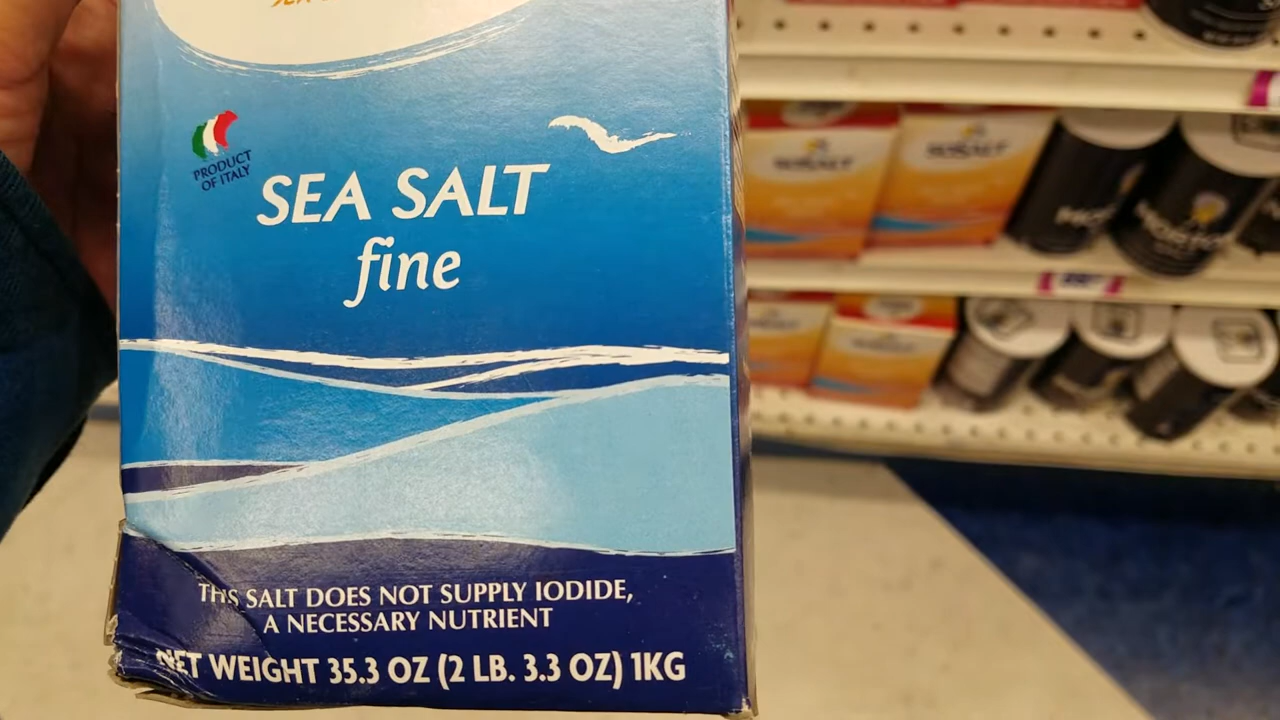 PRODUCT
OF ITALY
SEA SALT
fine
THIS SALT DOES NOT SUPPLY IODIDE,
A NECESSARY NUTRIENT
NET WEIGHT 35.3 OZ (2 LB. 3.3 OZ) 1KG